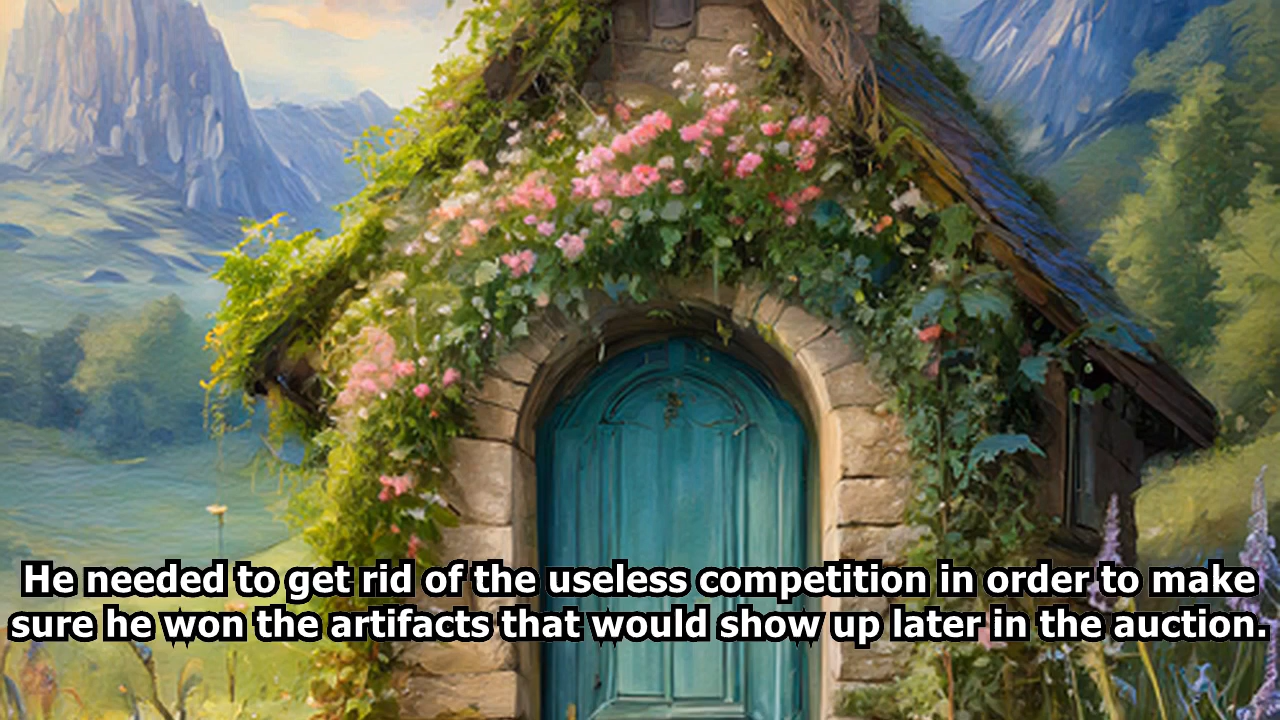 He needed to get rid of the useless competition in order to make
sure he won the artifacts that would show up later in the auction.